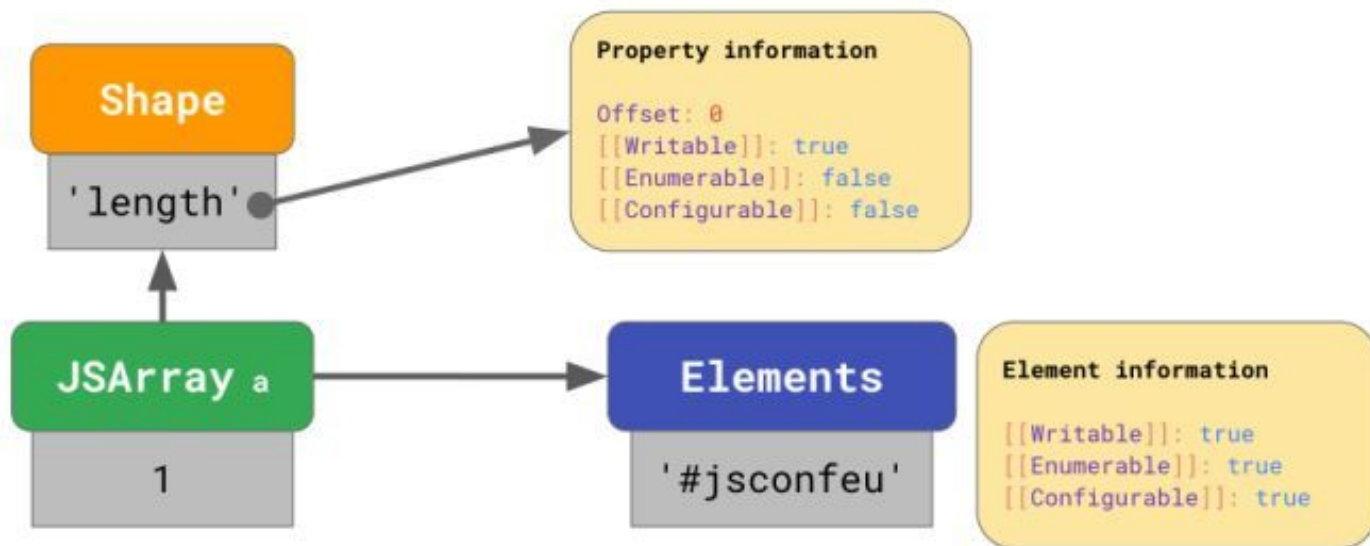 Shape
'length'
Property information
Offset: 0
[[Writable]]: true
[[Enumerable]]: false
[[Configurable]]: false
JSArray a
1
Elements
'#jsconfeu'
Element information
[[Writable]]: true
[[Enumerable]]: true
[[Configurable]]: true